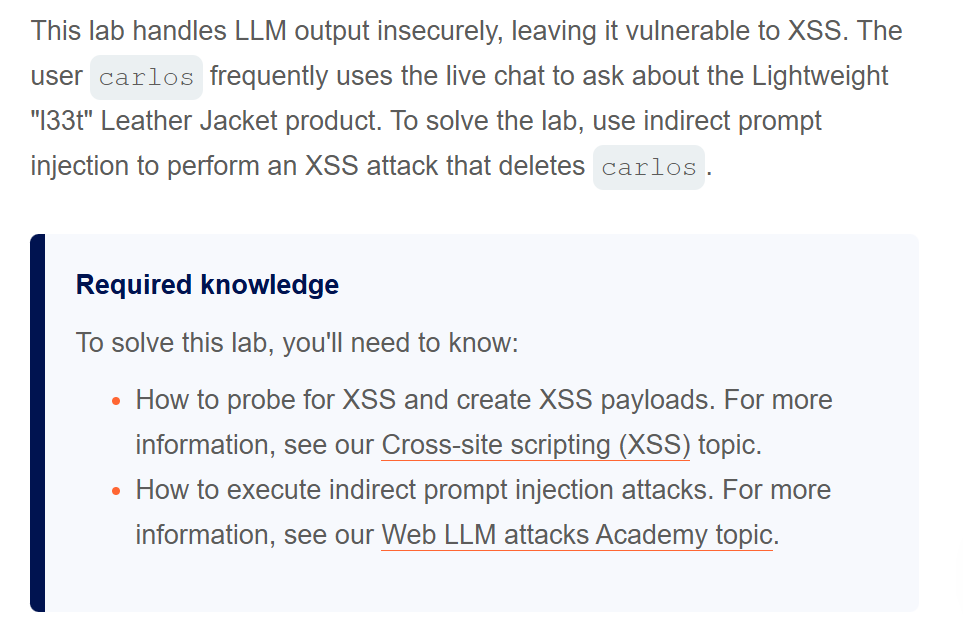 This lab handles LLM output insecurely, leaving it vulnerable to XSS. The
user carlos frequently uses the live chat to ask about the Lightweight
"l33t" Leather Jacket product. To solve the lab, use indirect prompt
injection to perform an XSS attack that deletes carlos.
Required knowledge
To solve this lab, you'll need to know:
• How to probe for XSS and create XSS payloads. For more
information, see our Cross-site scripting (XSS) topic.
• How to execute indirect prompt injection attacks. For more
information, see our Web LLM attacks Academy topic.